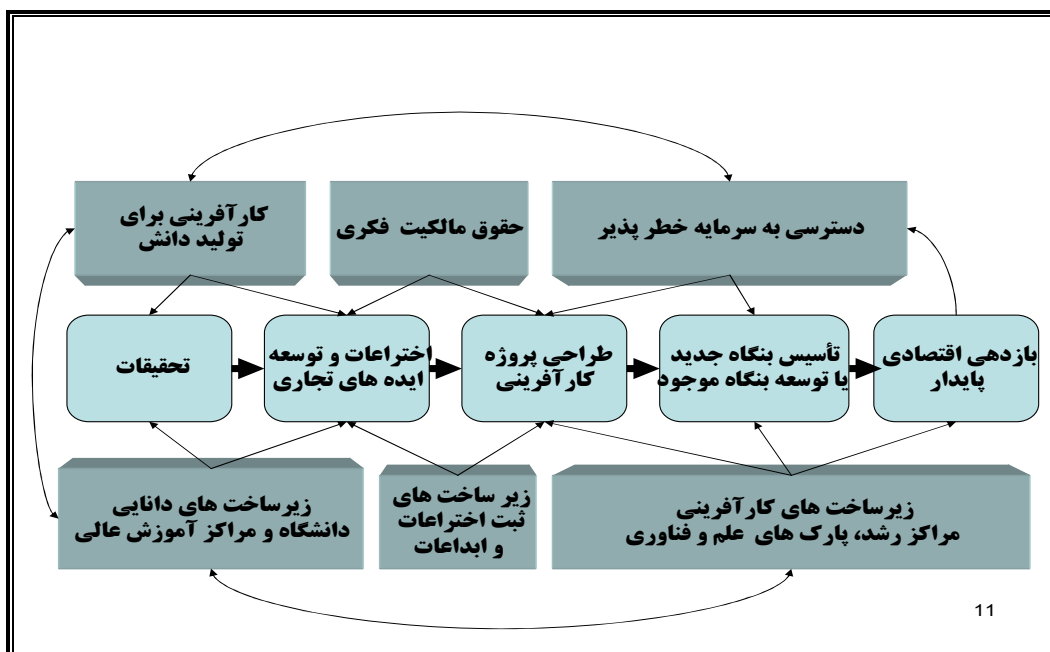 کارآفرینی برای
تولید دانش
حقوق مالکیت فکری
دسترسی به سرمایه خطر پذیر
تحقیقات
اختراعات و توسعه
ایده های تجاری
طراحی پروژه
کارآفرینی
تأسیس بنگاه جدید
یا توسعه بنگاه موجود
بازدهی اقتصادی
پایدار
زیرساخت های دانایی
دانشگاه و مراکز آموزش عالی
زیر ساخت های
ثبت اختراعات
و ابداعات
زیرساخت های کارآفرینی
مراکز رشد، پارک های علم و فناوری
11